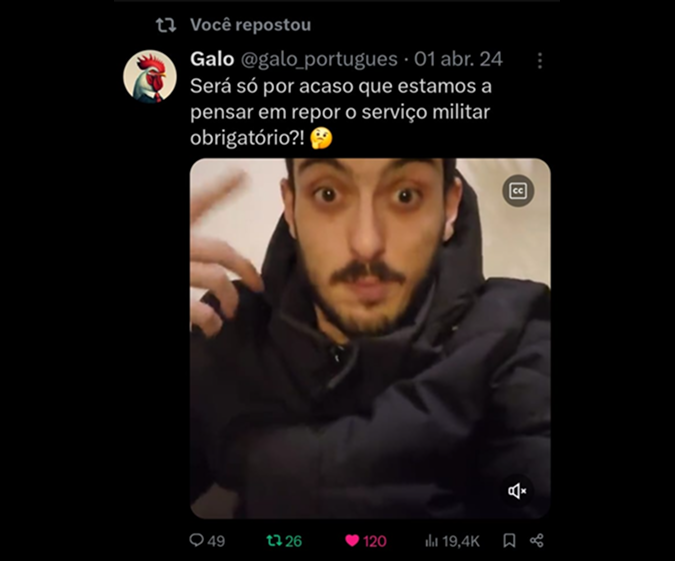 Você repostou
Galo @galo_portugues · 01 abr. 24
Será só por acaso que estamos a
pensar em repor o serviço militar
obrigatório?! 🤔
CC
49 26 120 19,4K